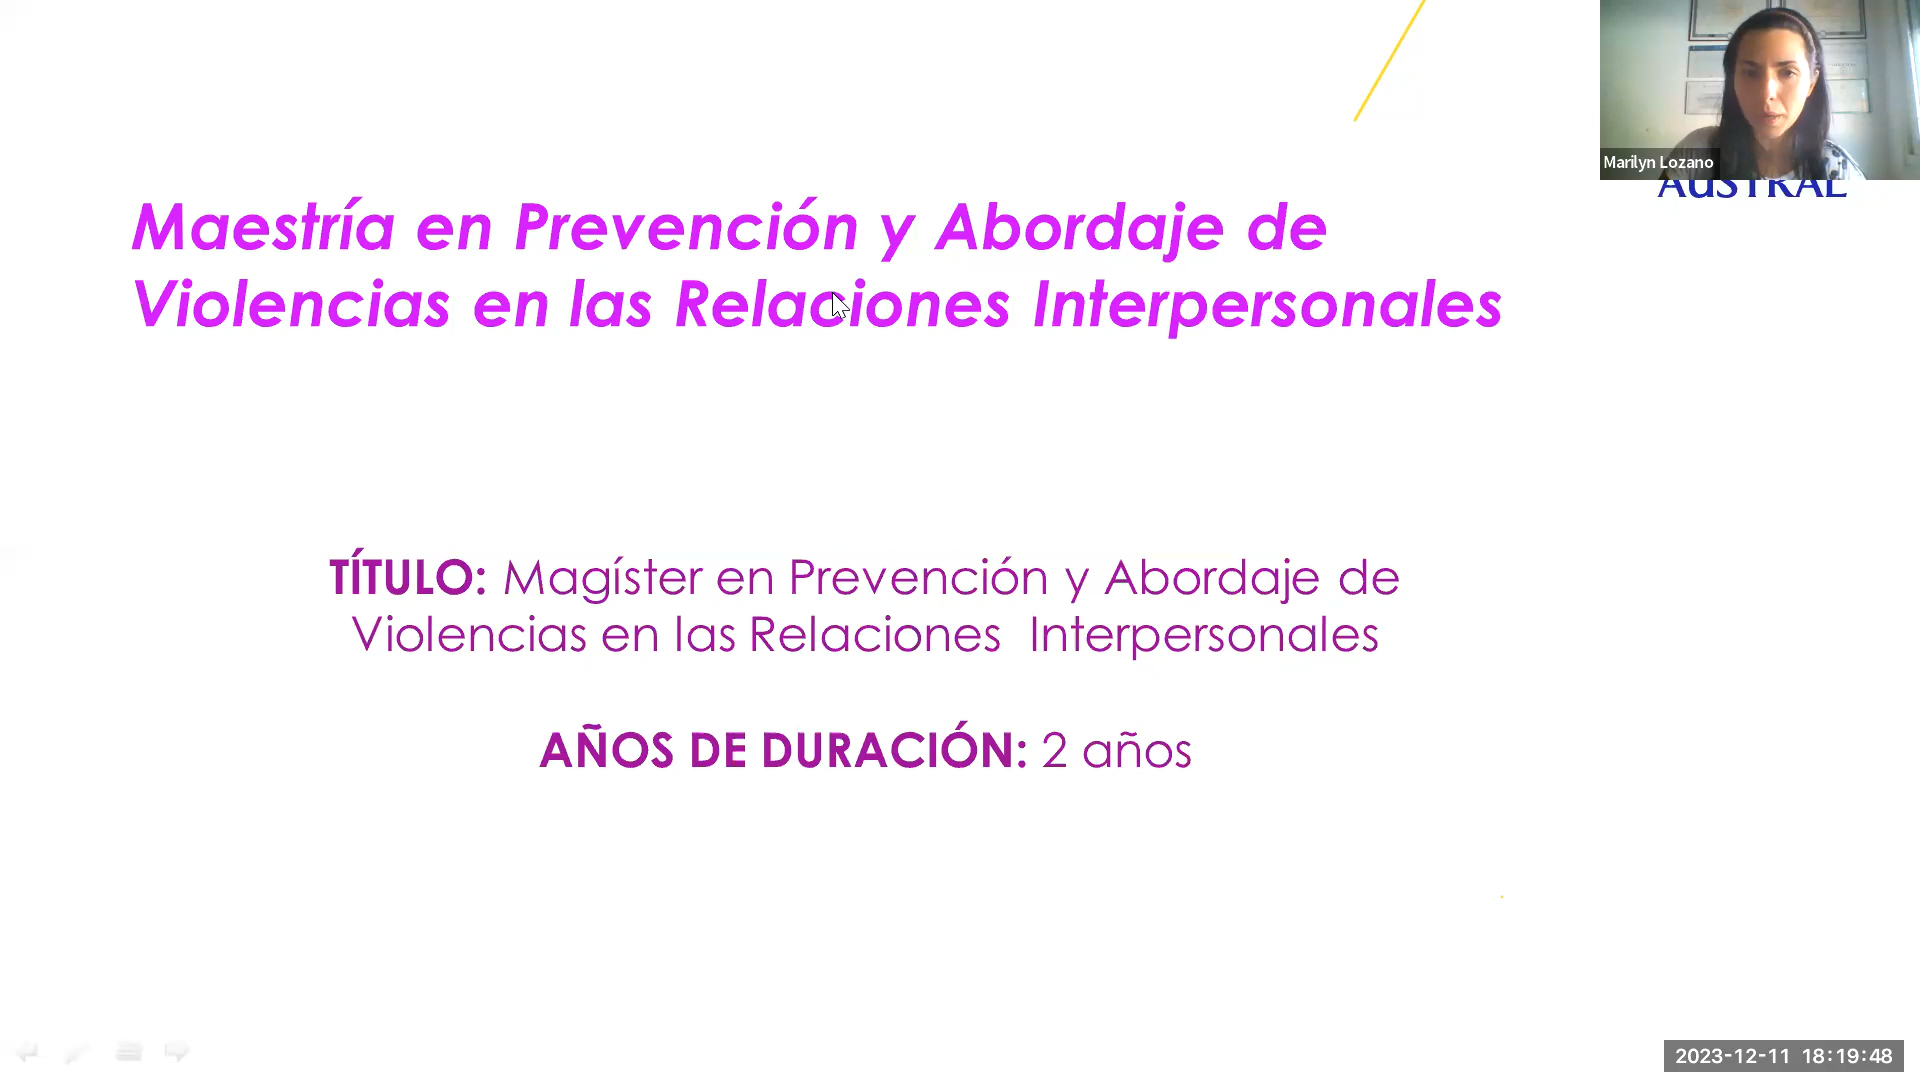 Marilyn Lozano
AUSTRAL
Maestría en Prevención y Abordaje de
Violencias en las Relaciones Interpersonales
TÍTULO: Magíster en Prevención y Abordaje de
Violencias en las Relaciones Interpersonales
AÑOS DE DURACIÓN: 2 años
2023-12-11 18:19:48